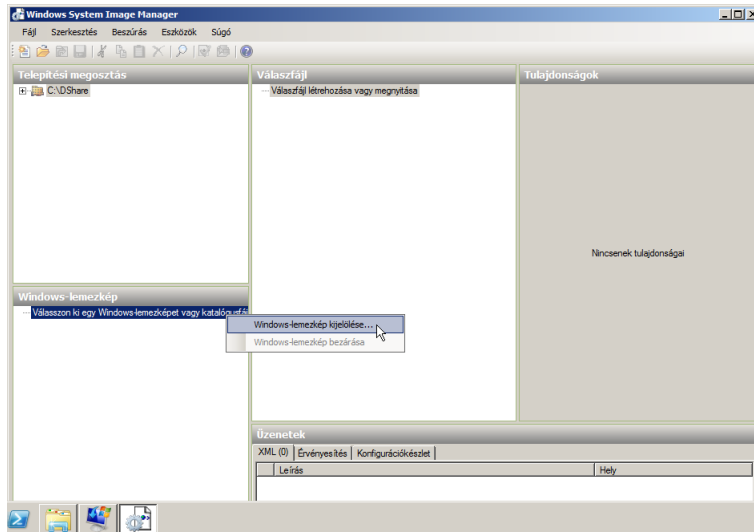 Windows System Image Manager
Fájl Szerkesztés Beszúrás Eszközök Súgó
Telepítési megosztás
C:\DShare
Válaszfájl
Válaszfájl létrehozása vagy megnyitása
Tulajdonságok
Nincsenek tulajdonságai
Windows-lemezkép
Válasszon ki egy Windows-lemezképet vagy katalógusfáj
Windows-lemezkép kijelölése...
Windows-lemezkép bezárása
Üzenetek
XML (0) Érvényesítés Konfigurációkészlet
Leírás Hely